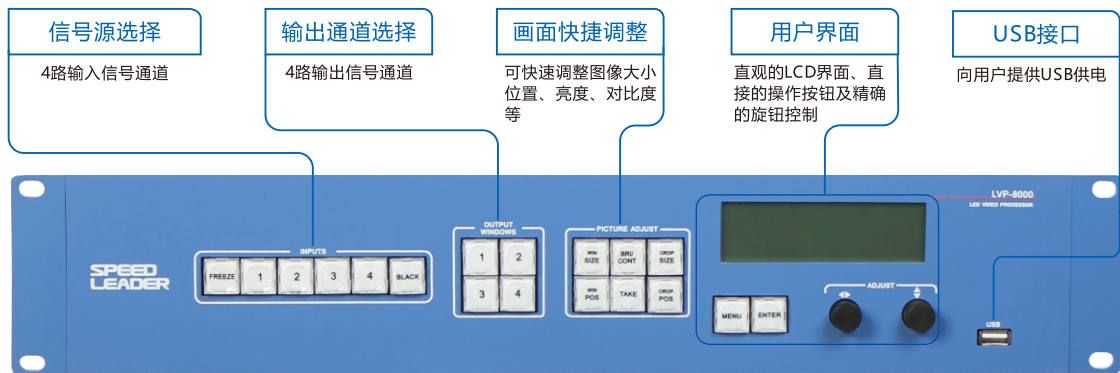 信号源选择
4路输入信号通道
输出通道选择
4路输出信号通道
画面快捷调整
可快速调整图像大小
位置、亮度、对比度
等
用户界面
直观的LCD界面、直
接的操作按钮及精确
的旋钮控制
USB接口
向用户提供USB供电
LVP-8000
LED VIDEO PROCESSOR
SPEED
LEADER
INPUTS
FREEZE
1
2
3
4
BLACK
OUTPUT
WINDOWS
1
2
3
4
PICTURE ADJUST
WIN
SIZE
BRI/
CONT
CROP
SIZE
WIN
POS
TAKE
CROP
POS
MENU
ENTER
ADJUST
USB